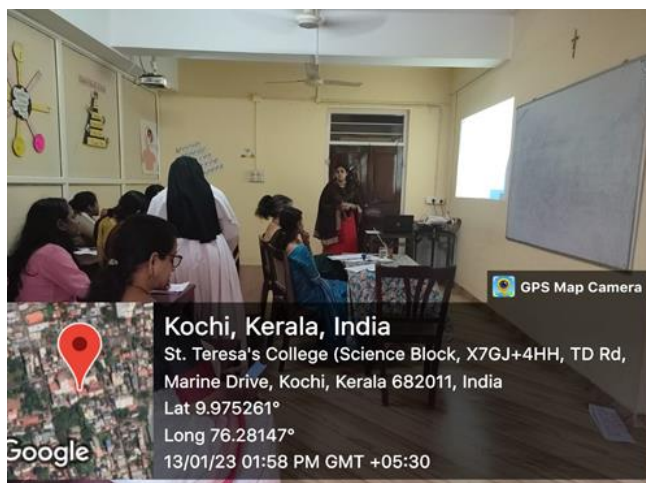 GPS Map Camera
Kochi, Kerala, India
St. Teresa's College (Science Block, X7GJ+4HH, TD Rd,
Marine Drive, Kochi, Kerala 682011, India
Lat 9.975261°
Long 76.28147°
13/01/23 01:58 PM GMT +05:30
Google